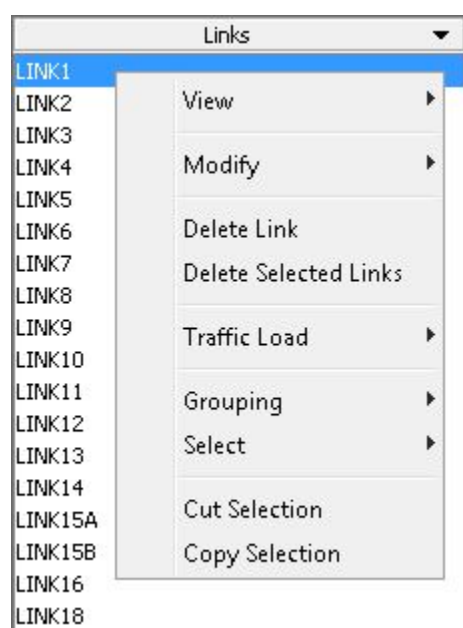 Links
LINK1
LINK2
LINK3
LINK4
LINK5
LINK6
LINK7
LINK8
LINK9
LINK10
LINK11
LINK12
LINK13
LINK14
LINK15A
LINK15B
LINK16
LINK18
View
Modify
Delete Link
Delete Selected Links
Traffic Load
Grouping
Select
Cut Selection
Copy Selection